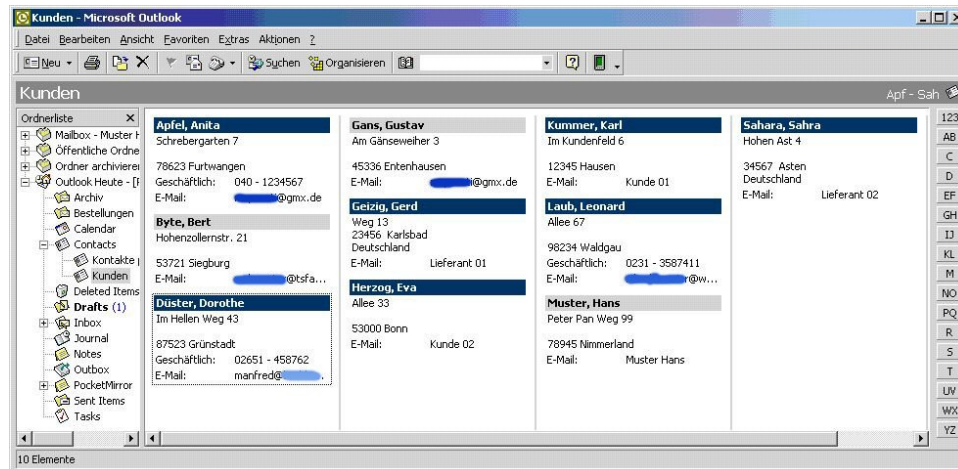 Kunden - Microsoft Outlook
Datei Bearbeiten Ansicht Favoriten Extras Aktionen ?
Neu Suchen Organisieren
Kunden Apf - Sah
Ordnerliste X
Mailbox - Muster
Öffentliche Ordne
Ordner archiviere
Outlook Heute - [
Archiv
Bestellungen
Calendar
Contacts
Kontakte
Kunden
Deleted Items
Drafts (1)
Inbox
Journal
Notes
Outbox
PocketMirror
Sent Items
Tasks
Apfel, Anita
Schrebergarten 7
78623 Furtwangen
Geschäftlich: 040 - 1234567
E-Mail: @gmx.de
Byte, Bert
Hohenzollernstr. 21
53721 Siegburg
E-Mail: @tsfa...
Düster, Dorothe
Im Hellen Weg 43
87523 Grünstadt
Geschäftlich: 02651 - 458762
E-Mail: manfred@
Gans, Gustav
Am Gänseweiher 3
45336 Entenhausen
E-Mail: i@gmx.de
Geizig, Gerd
Weg 13
23456 Karlsbad
Deutschland
E-Mail: Lieferant 01
Herzog, Eva
Allee 33
53000 Bonn
E-Mail: Kunde 02
Kummer, Karl
Im Kundenfeld 6
12345 Hausen
E-Mail: Kunde 01
Laub, Leonard
Allee 67
98234 Waldgau
Geschäftlich: 0231 - 3587411
E-Mail: r@w...
Muster, Hans
Peter Pan Weg 99
78945 Nimmerland
E-Mail: Muster Hans
Sahara, Sahra
Hohen Ast 4
34567 Asten
Deutschland
E-Mail: Lieferant 02
123
AB
C
D
EF
GH
IJ
KL
M
NO
PQ
R
S
T
UV
WX
YZ
10 Elemente